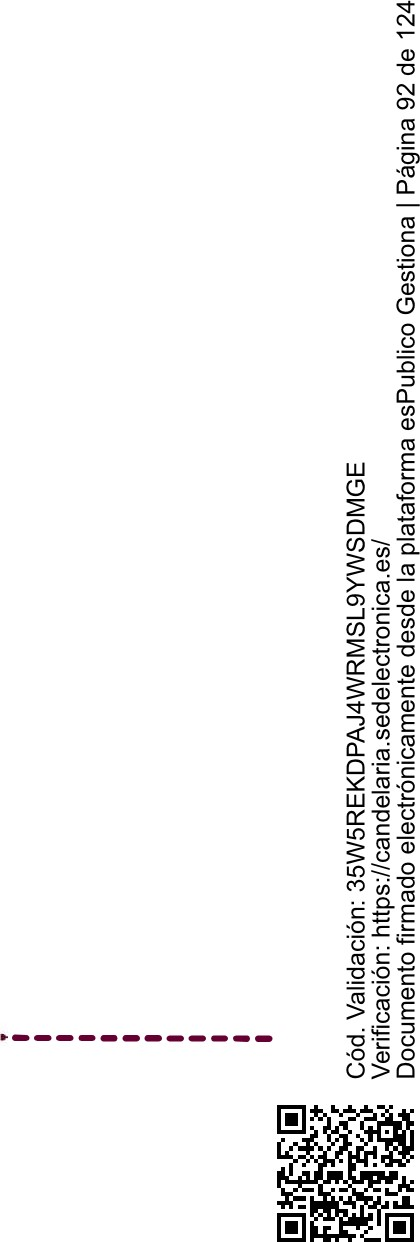 Cód. Validación: 35W5REKDPAJ4WRMSL9YWSDMGE
Verificación: https://candelaria.sedelectronica.es/
Documento firmado electrónicamente desde la plataforma esPublico Gestiona | Página 92 de 124